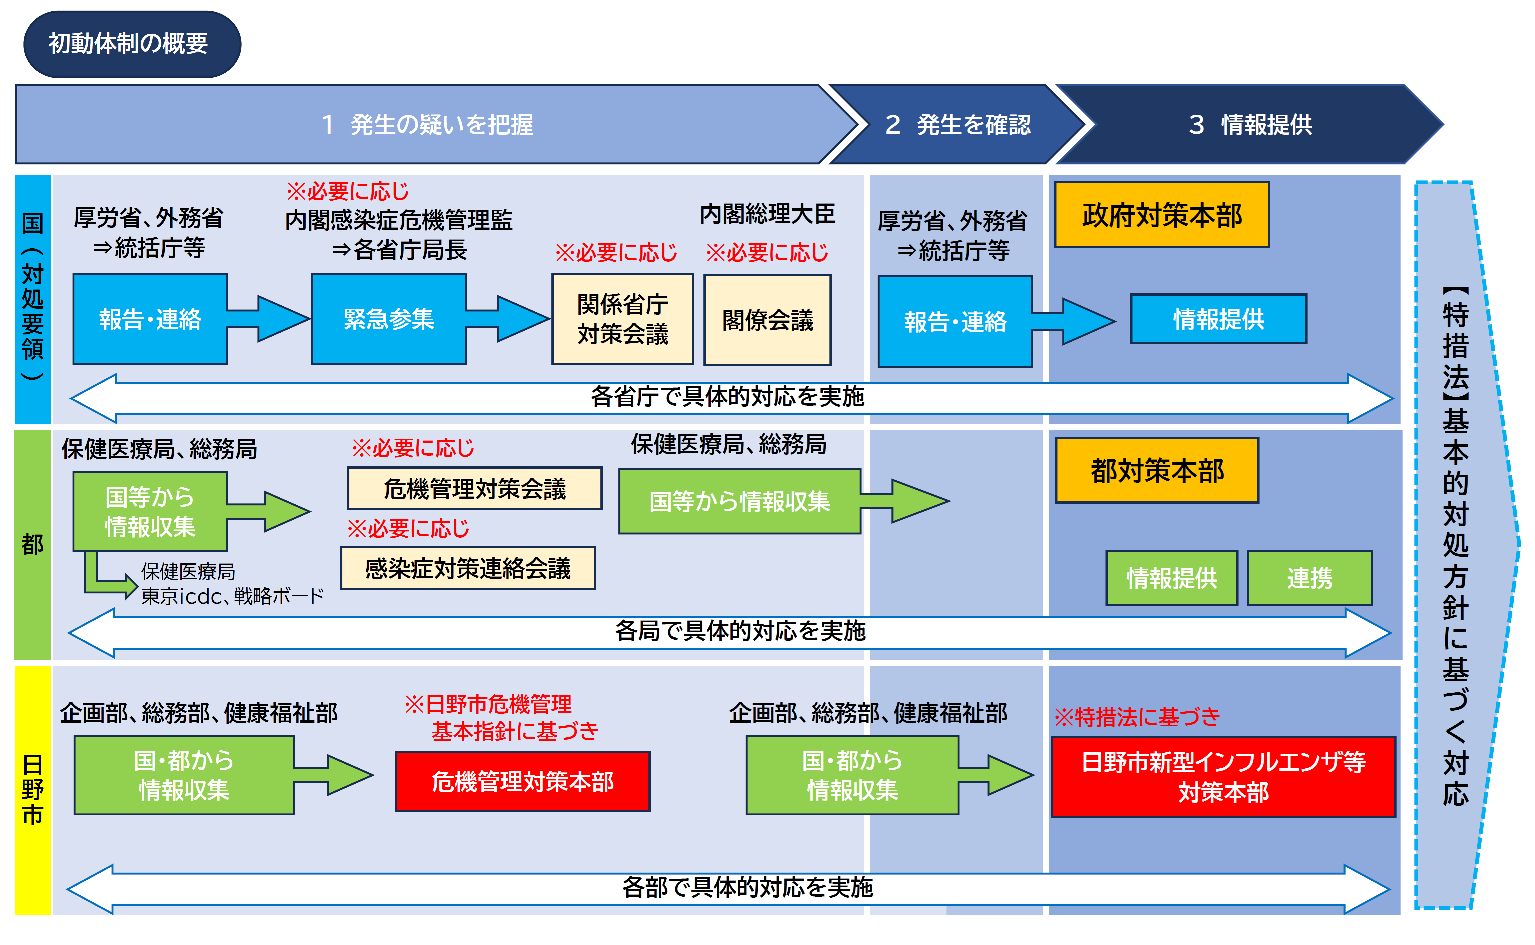 初動体制の概要
1 発生の疑いを把握
2 発生を確認
3 情報提供
国(対処要領)
厚労省、外務省
⇒統括庁等
報告・連絡
※必要に応じ
内閣感染症危機管理監
⇒各省庁局長
緊急参集
※必要に応じ
関係省庁
対策会議
内閣総理大臣
※必要に応じ
閣僚会議
厚労省、外務省
⇒統括庁等
報告・連絡
政府対策本部
情報提供
各省庁で具体的対応を実施
都
保健医療局、総務局
国等から
情報収集
保健医療局
東京icdc、戦略ボード
※必要に応じ
危機管理対策会議
※必要に応じ
感染症対策連絡会議
保健医療局、総務局
国等から情報収集
都対策本部
情報提供
連携
各局で具体的対応を実施
日野市
企画部、総務部、健康福祉部
国・都から
情報収集
※日野市危機管理
基本指針に基づき
危機管理対策本部
企画部、総務部、健康福祉部
国・都から
情報収集
※特措法に基づき
日野市新型インフルエンザ等
対策本部
各部で具体的対応を実施
【特措法】基本的対処方針に基づく対応